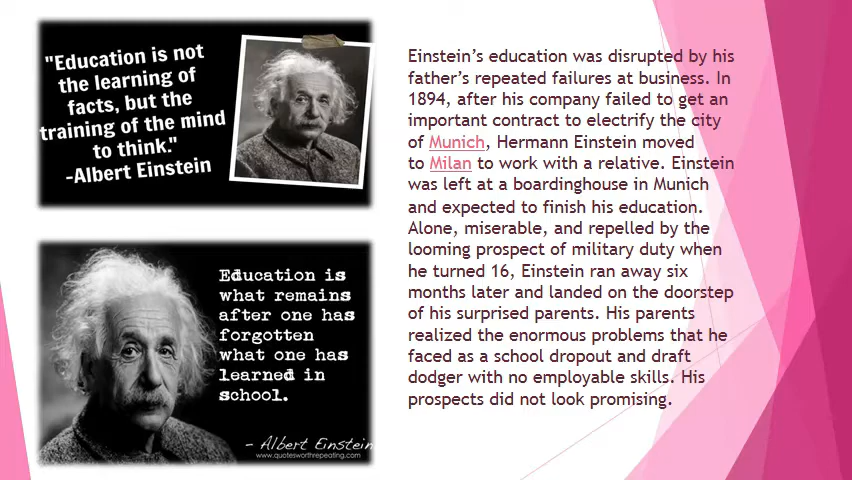 "Education is not
the learning of
facts, but the
training of the mind
to think."
-Albert Einstein
Education is
what remains
after one has
forgotten
what one has
learned in
school.
- Albert Einstein
www.quotesworthrepeating.com
Einstein's education was disrupted by his
father's repeated failures at business. In
1894, after his company failed to get an
important contract to electrify the city
of Munich, Hermann Einstein moved
to Milan to work with a relative. Einstein
was left at a boardinghouse in Munich
and expected to finish his education.
Alone, miserable, and repelled by the
looming prospect of military duty when
he turned 16, Einstein ran away six
months later and landed on the doorstep
of his surprised parents. His parents
realized the enormous problems that he
faced as a school dropout and draft
dodger with no employable skills. His
prospects did not look promising.